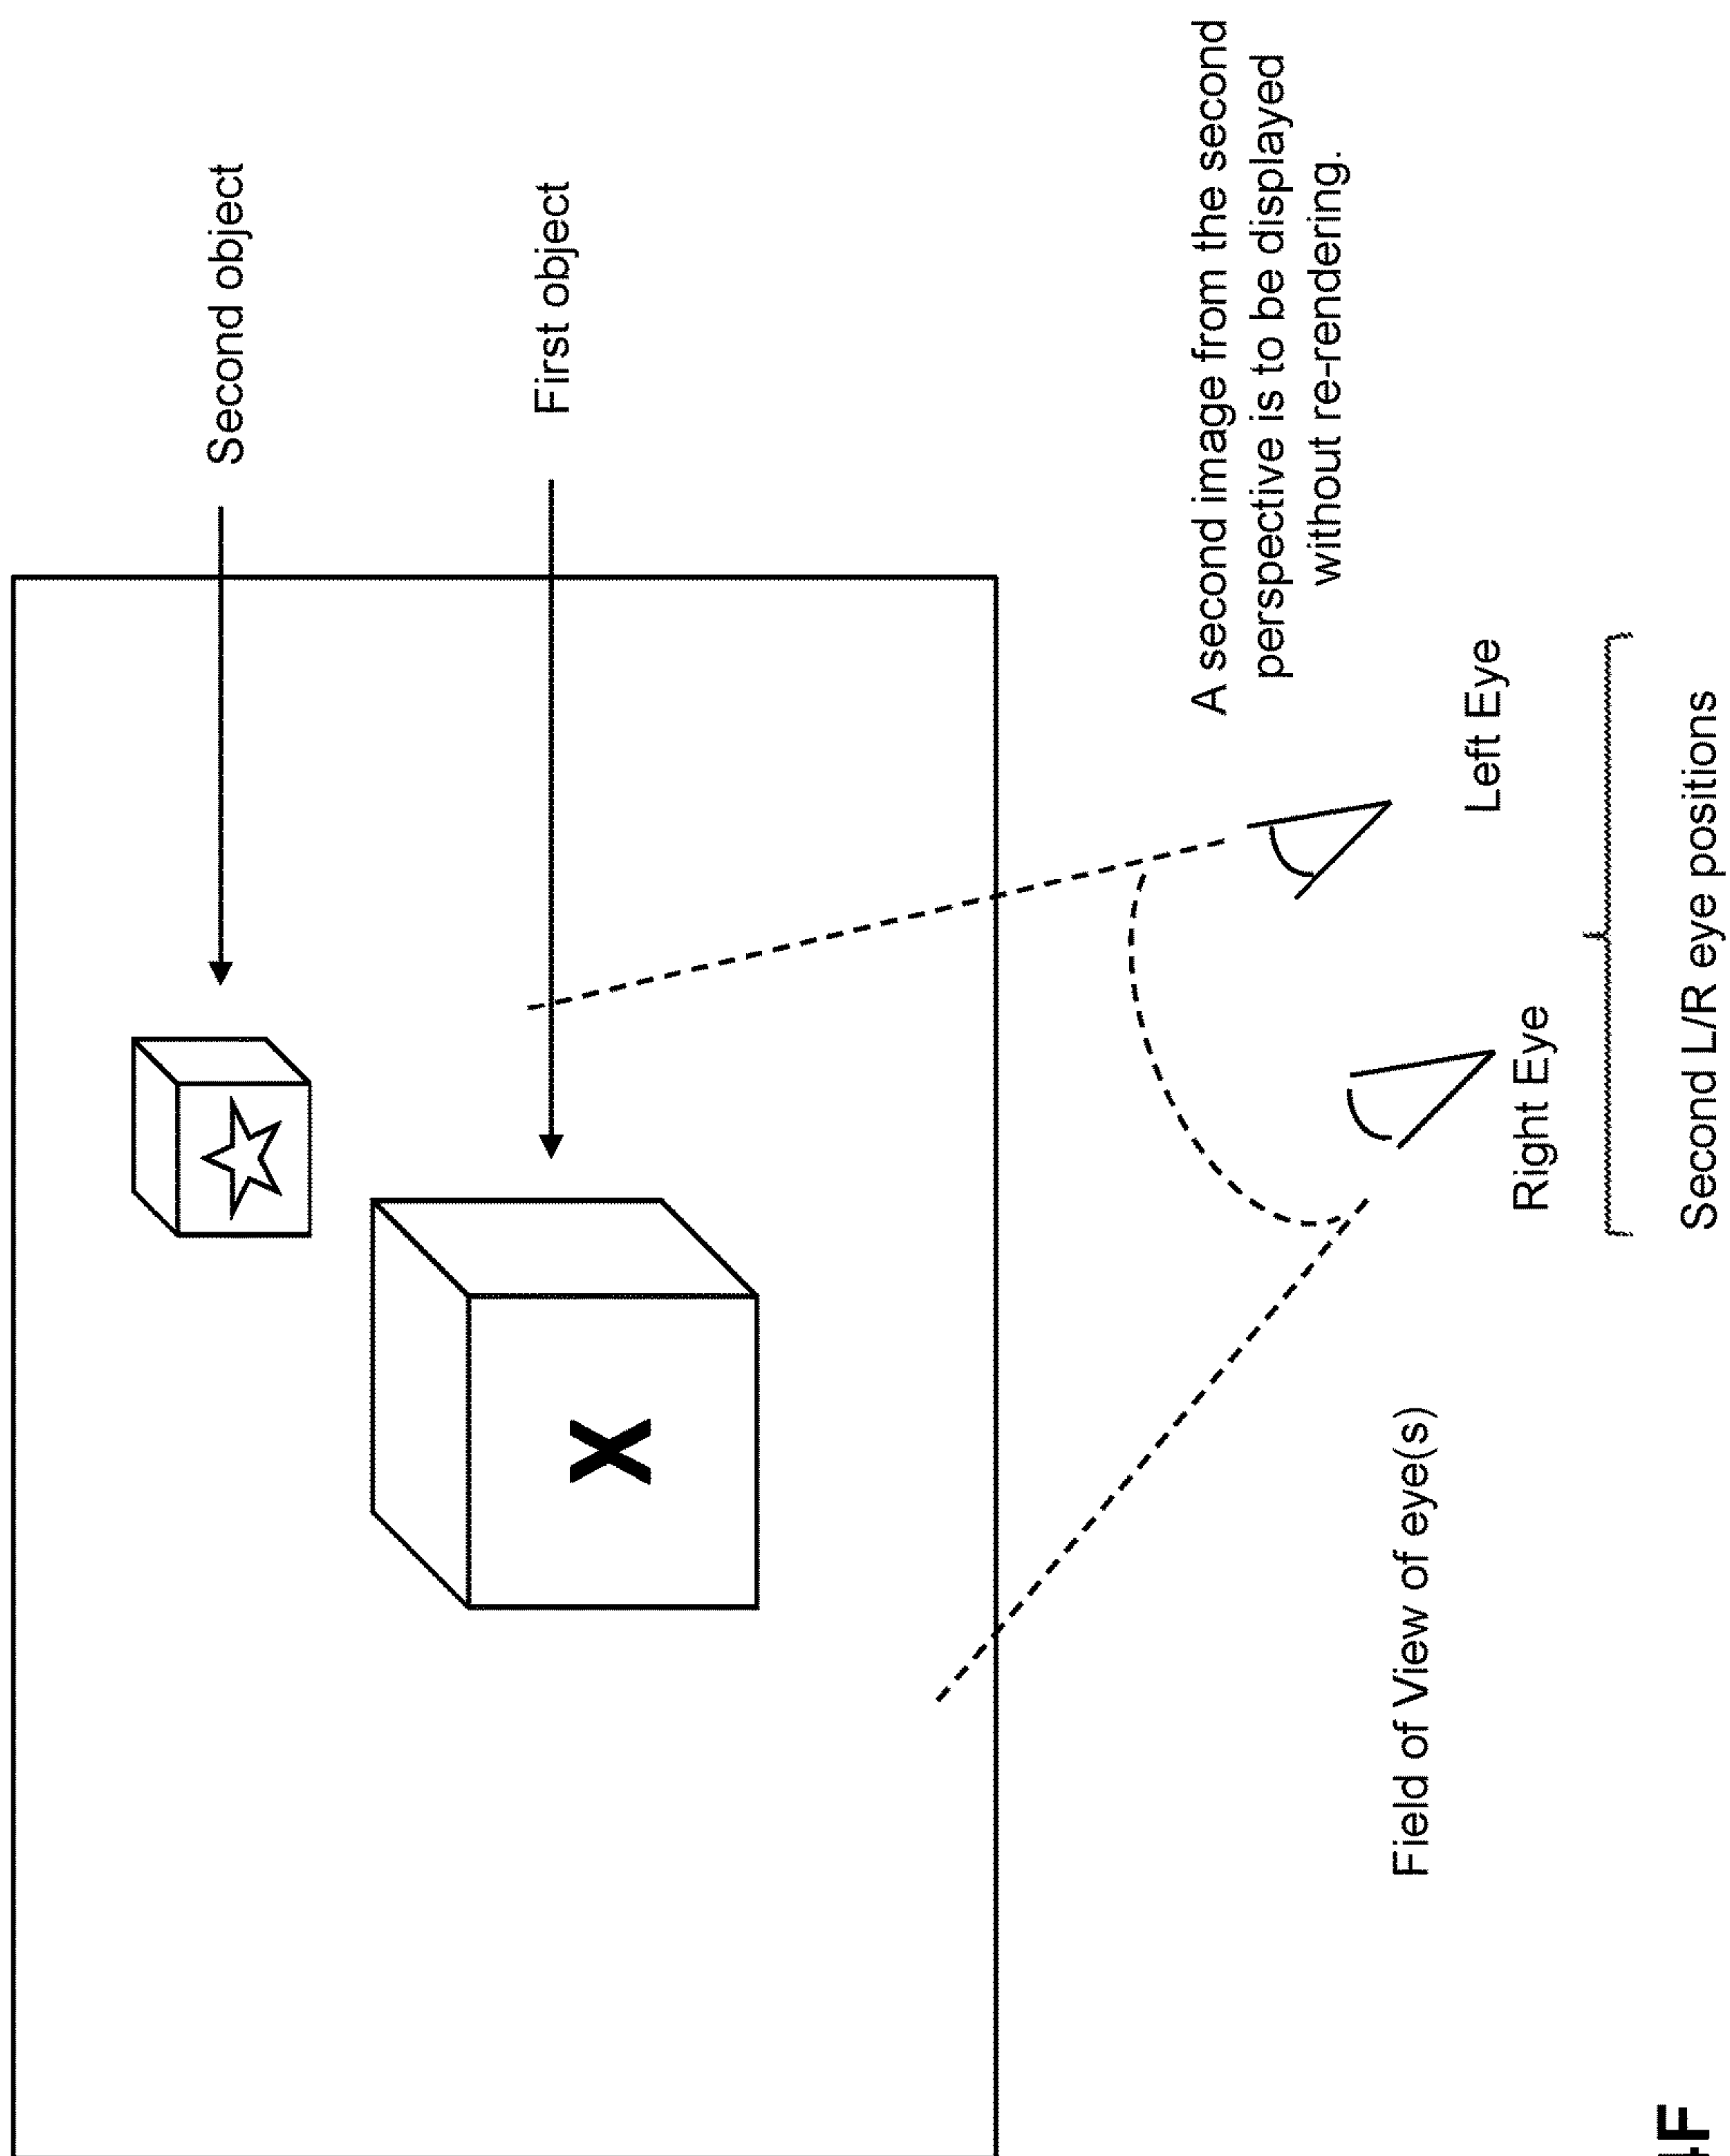 Second object
First object
A second image from the second
perspective is to be displayed
without re-rendering.
Field of View of eye(s)
Left Eye
Right Eye
Second L/R eye positions